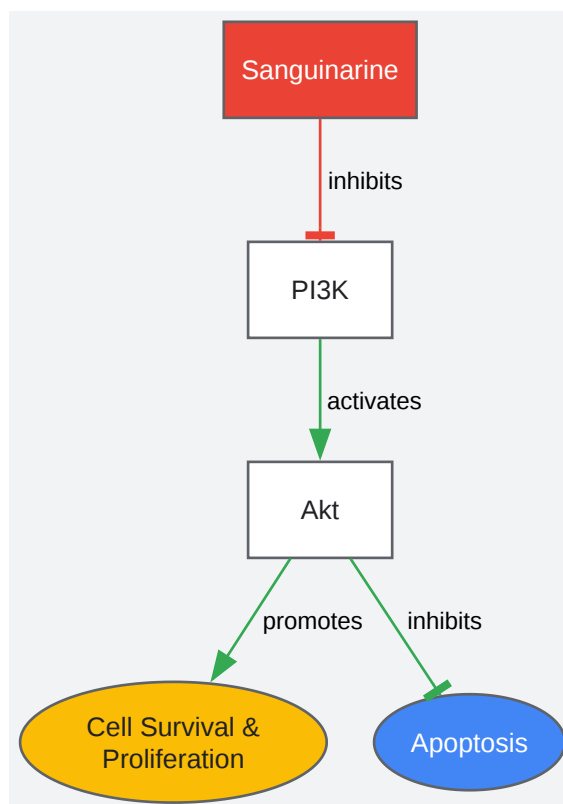 Sanguinarine
inhibits
PI3K
activates
Akt
promotes
inhibits
Cell Survival &
Proliferation
Apoptosis